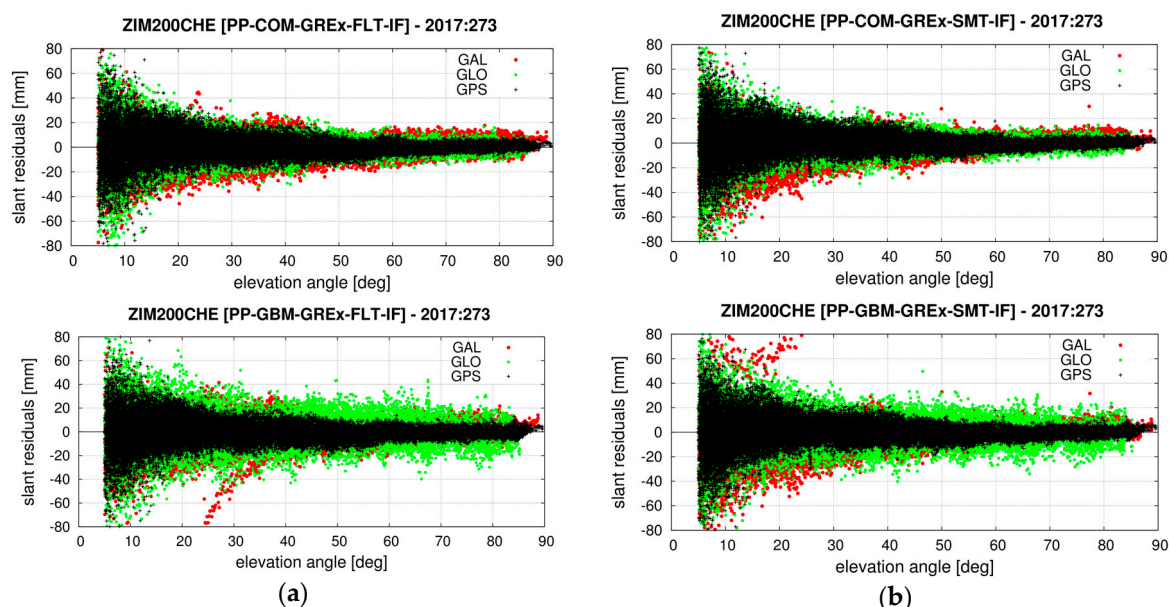 ZIM200CHE [PP-COM-GREx-FLT-IF] - 2017:273
80
60
40
20
0
-20
-40
-60
-80
slant residuals [mm]
GAL
GLO
GPS
0 10 20 30 40 50 60 70 80 90
elevation angle [deg]
ZIM200CHE [PP-GBM-GREx-FLT-IF] - 2017:273
80
60
40
20
0
-20
-40
-60
-80
slant residuals [mm]
GAL
GLO
GPS
0 10 20 30 40 50 60 70 80 90
elevation angle [deg]
(a)
ZIM200CHE [PP-COM-GREx-SMT-IF] - 2017:273
80
60
40
20
0
-20
-40
-60
-80
slant residuals [mm]
GAL
GLO
GPS
0 10 20 30 40 50 60 70 80 90
elevation angle [deg]
ZIM200CHE [PP-GBM-GREx-SMT-IF] - 2017:273
80
60
40
20
0
-20
-40
-60
-80
slant residuals [mm]
GAL
GLO
GPS
0 10 20 30 40 50 60 70 80 90
elevation angle [deg]
(b)